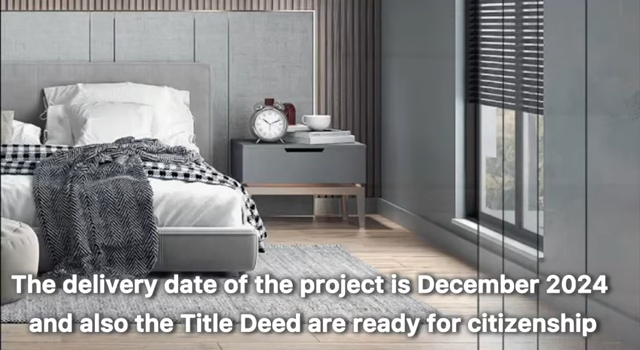 The delivery date of the project is December 2024
and also the Title Deed are ready for citizenship